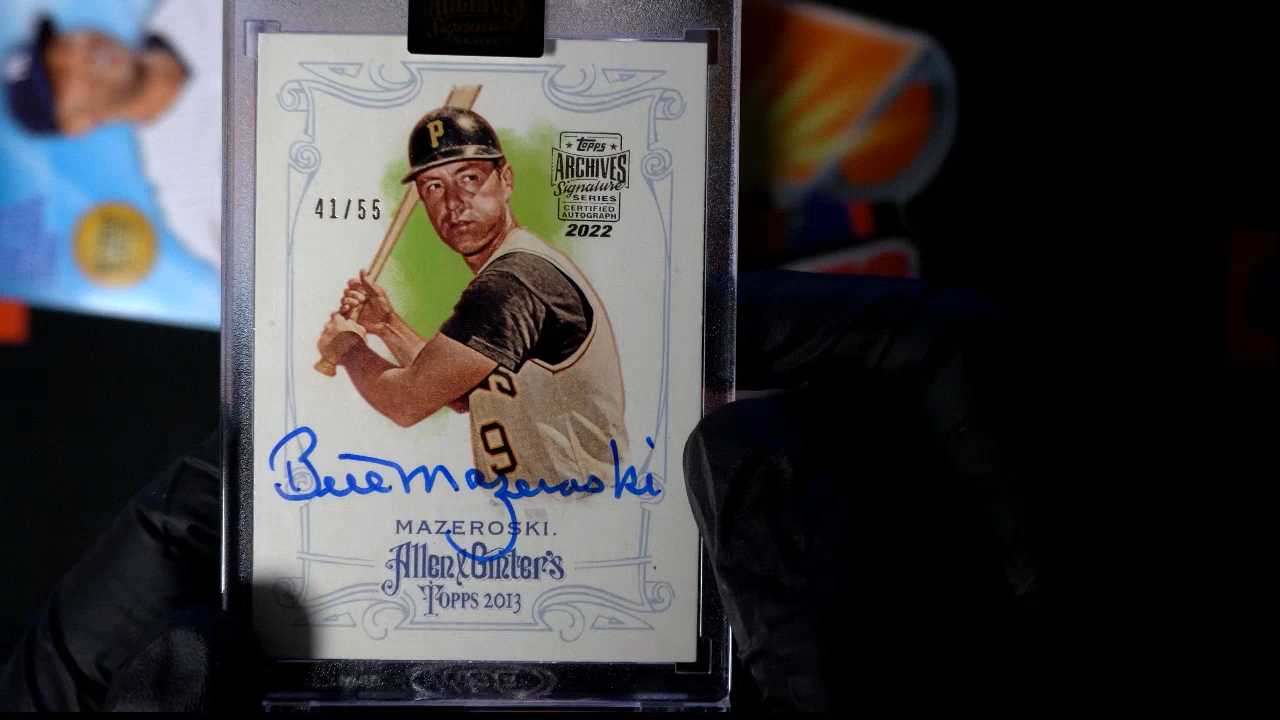 ARCHIVES
Signature
SERIES
P
Topps
ARCHIVES
Signature
SERIES
CERTIFIED
AUTOGRAPH
2022
41/55
9
Bill Mazeroski
MAZEROSKI.
Allen & Ginter's
TOPPS 2013